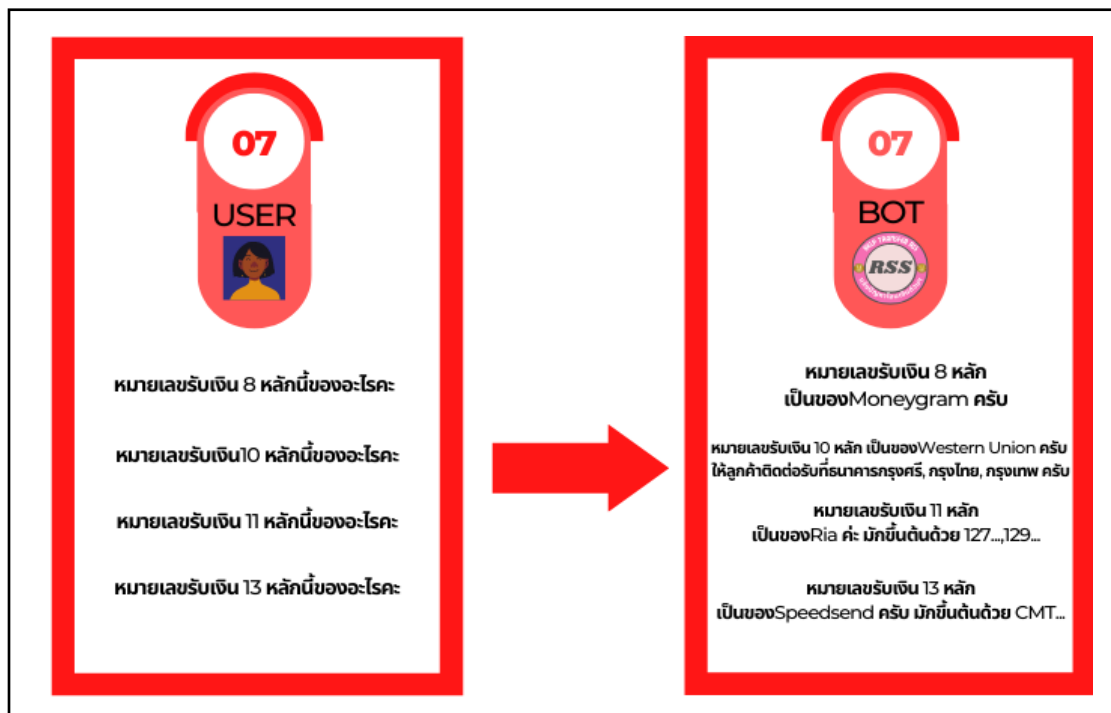 07
USER
หมายเลขรับเงิน 8 หลักนี้ของอะไรคะ
หมายเลขรับเงิน10 หลักนี้ของอะไรคะ
หมายเลขรับเงิน 11 หลักนี้ของอะไรคะ
หมายเลขรับเงิน 13 หลักนี้ของอะไรคะ
07
BOT
RSS
หมายเลขรับเงิน 8 หลัก
เป็นของMoneygram ครับ
หมายเลขรับเงิน 10 หลัก เป็นของWestern Union ครับ
ให้ลูกค้าติดต่อรับที่ธนาคารกรุงศรี, กรุงไทย, กรุงเทพ ครับ
หมายเลขรับเงิน 11 หลัก
เป็นของRia ค่ะ มักขึ้นต้นด้วย 127...,129...
หมายเลขรับเงิน 13 หลัก
เป็นของSpeedsend ครับ มักขึ้นต้นด้วย CMT...